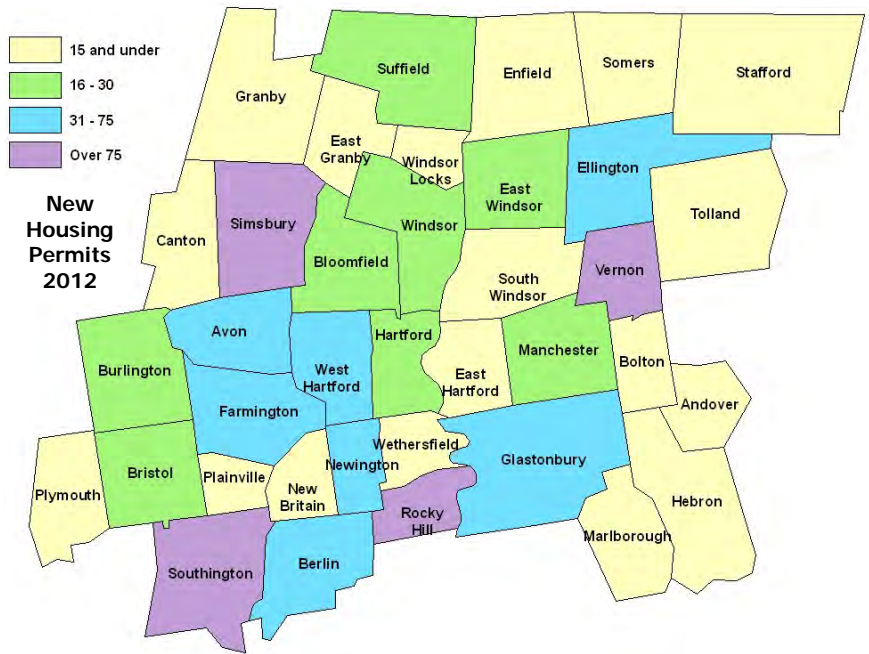 15 and under
16 - 30
31 - 75
Over 75
New
Housing
Permits
2012
Granby
Suffield
Enfield
Somers
Stafford
East
Granby
Windsor
Locks
East
Windsor
Ellington
Tolland
Canton
Simsbury
Bloomfield
Windsor
South
Windsor
Vernon
Avon
West
Hartford
Hartford
East
Hartford
Manchester
Bolton
Andover
Burlington
Farmington
Plymouth
Bristol
Plainville
New
Britain
Newington
Wethersfield
Glastonbury
Rocky
Hill
Marlborough
Hebron
Southington
Berlin